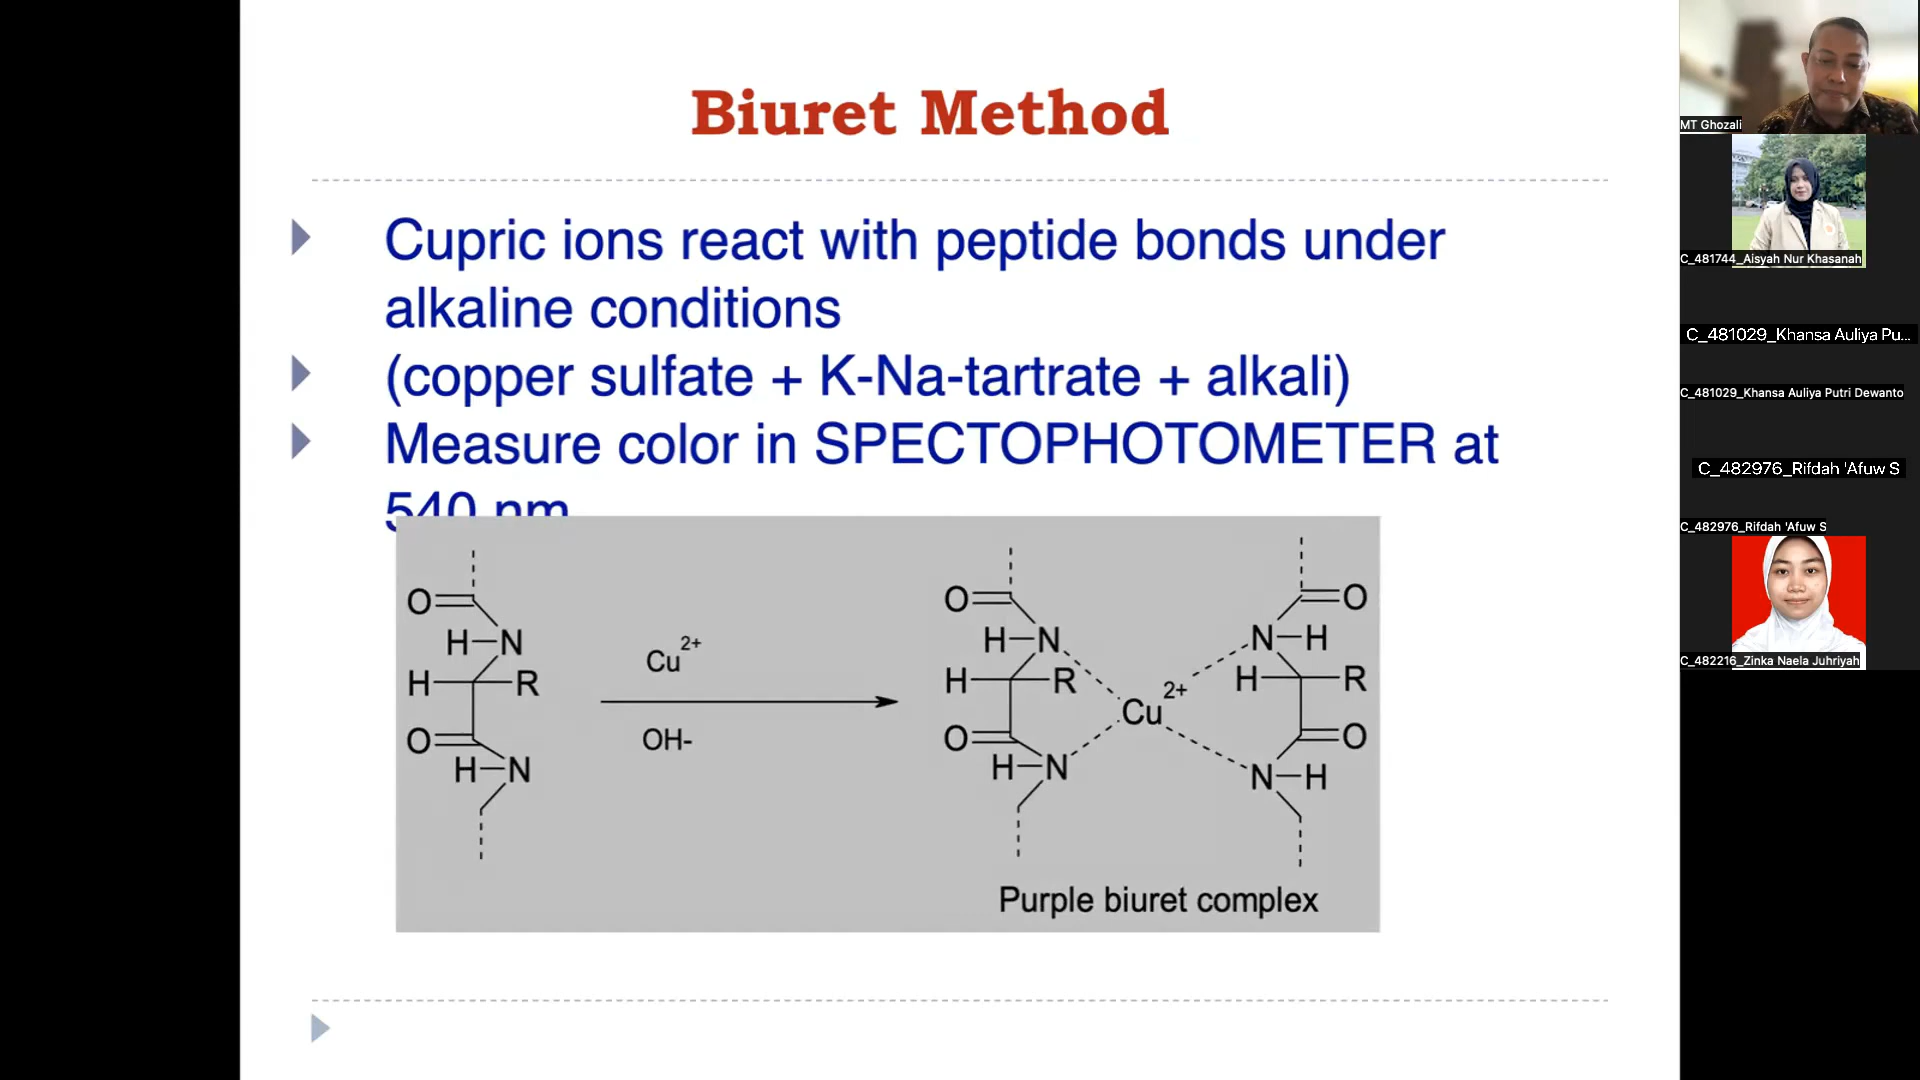 Biuret Method
Cupric ions react with peptide bonds under
alkaline conditions
(copper sulfate + K-Na-tartrate + alkali)
Measure color in SPECTOPHOTOMETER at
540 nm
O H–N H R O H–N
Cu2+
OH-
O H–N H R O H–N
Cu2+
O N–H H R O N–H
Purple biuret complex
MT Ghozali
C_481744_Aisyah Nur Khasanah
C_481029_Khansa Auliya Pu...
C_481029_Khansa Auliya Putri Dewanto
C_482976_Rifdah 'Afuw S
C_482976_Rifdah 'Afuw S
C_482216_Zinka Naela Juhriyah